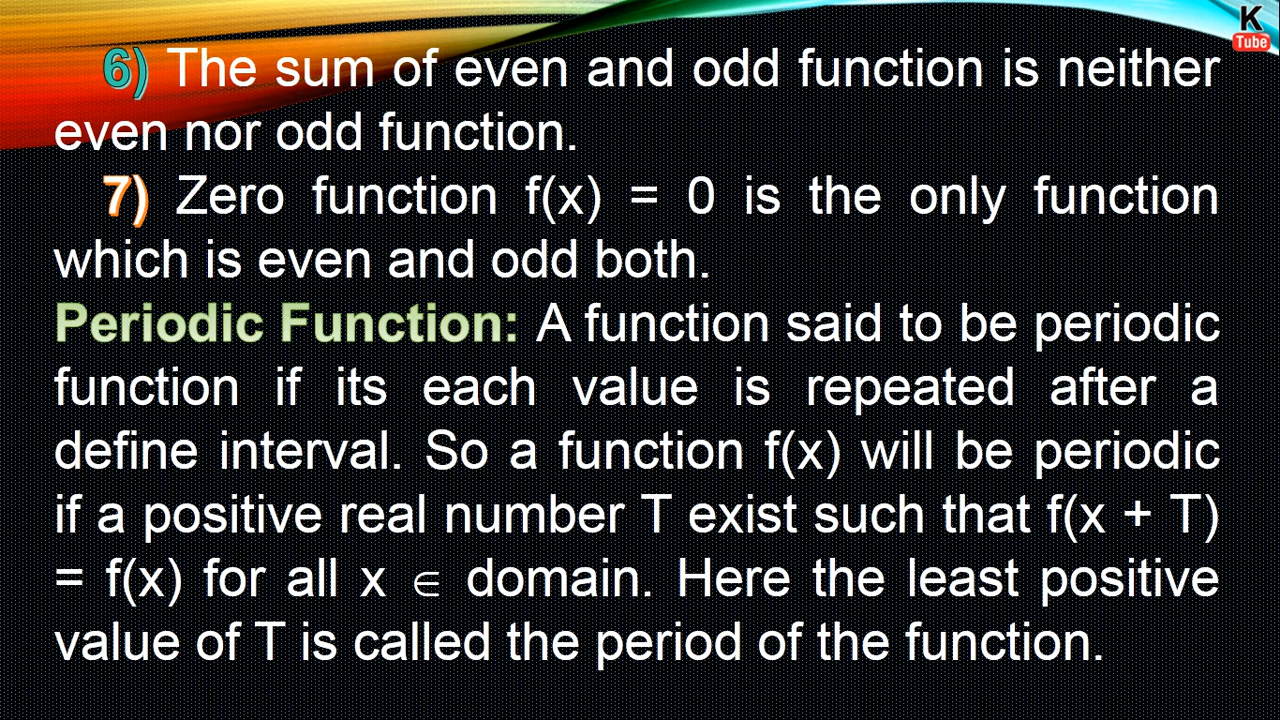 K
Tube
6) The sum of even and odd function is neither
even nor odd function.
7) Zero function f(x) = 0 is the only function
which is even and odd both.
Periodic Function: A function said to be periodic
function if its each value is repeated after a
define interval. So a function f(x) will be periodic
if a positive real number T exist such that f(x + T)
= f(x) for all x ∈ domain. Here the least positive
value of T is called the period of the function.